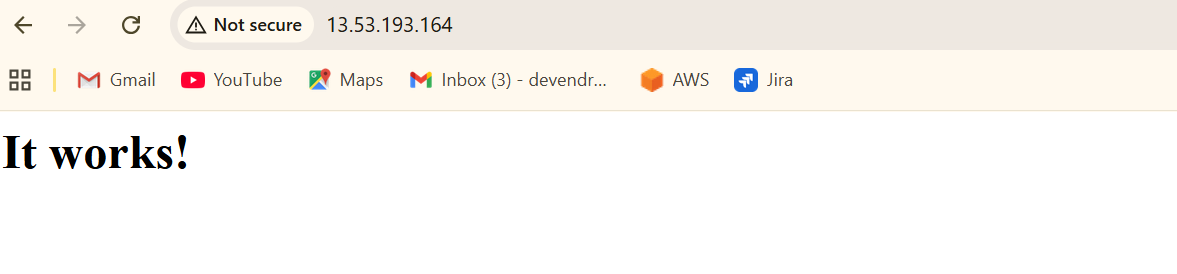 Not secure 13.53.193.164
Gmail YouTube Maps Inbox (3) - devendr... AWS Jira
It works!